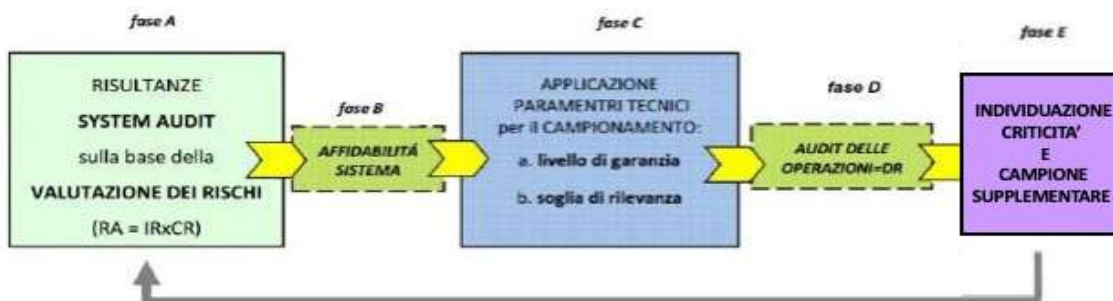 fase A
RISULTANZE
SYSTEM AUDIT
sulla base della
VALUTAZIONE DEI RISCHI
(RA = IRxCR)
fase B
AFFIDABILITÁ
SISTEMA
fase C
APPLICAZIONE
PARAMENTRI TECNICI
per il CAMPIONAMENTO:
a. livello di garanzia
b. soglia di rilevanza
fase D
AUDIT DELLE
OPERAZIONI=DR
fase E
INDIVIDUAZIONE
CRITICITA'
E
CAMPIONE
SUPPLEMENTARE